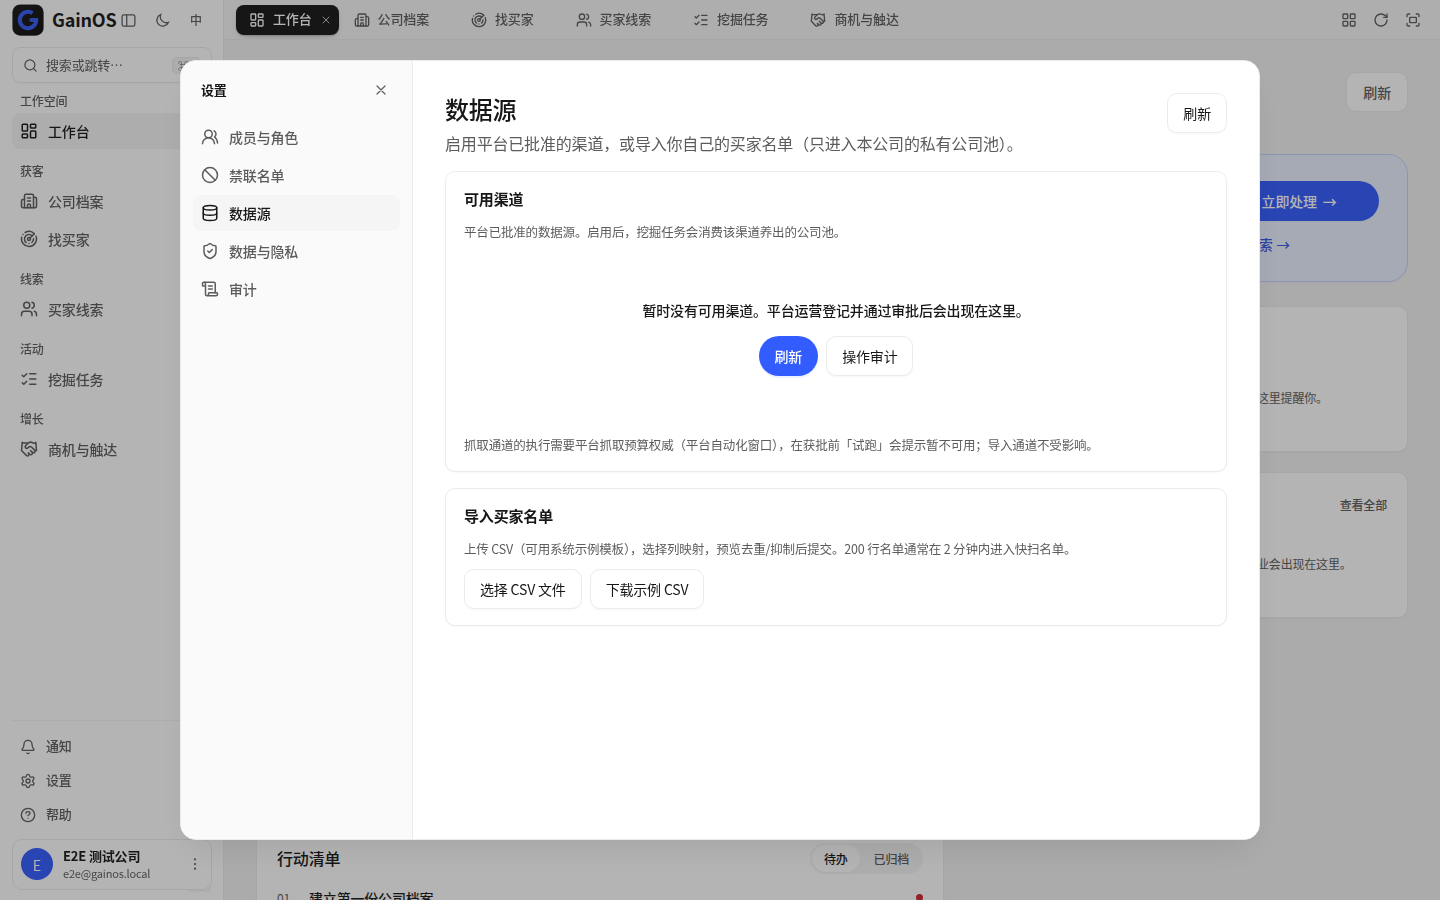 GainOS
中
工作台
公司档案
找买家
买家线索
挖掘任务
商机与触达
搜索或跳转…
工作空间
工作台
获客
公司档案
找买家
线索
买家线索
活动
挖掘任务
增长
商机与触达
通知
设置
帮助
E
E2E 测试公司
e2e@gainos.local
设置
成员与角色
禁联名单
数据源
数据与隐私
审计
数据源
刷新
启用平台已批准的渠道，或导入你自己的买家名单（只进入本公司的私有公司池）。
可用渠道
平台已批准的数据源。启用后，挖掘任务会消费该渠道养出的公司池。
暂时没有可用渠道。平台运营登记并通过审批后会出现在这里。
刷新
操作审计
抓取通道的执行需要平台抓取预算权威（平台自动化窗口），在获批前「试跑」会提示暂不可用；导入通道不受影响。
导入买家名单
上传 CSV（可用系统示例模板），选择列映射，预览去重/抑制后提交。200 行名单通常在 2 分钟内进入快扫名单。
选择 CSV 文件
下载示例 CSV
刷新
立即处理 →
索 →
这里提醒你。
查看全部
业会出现在这里。
行动清单
待办
已归档
01
建立第一份公司档案